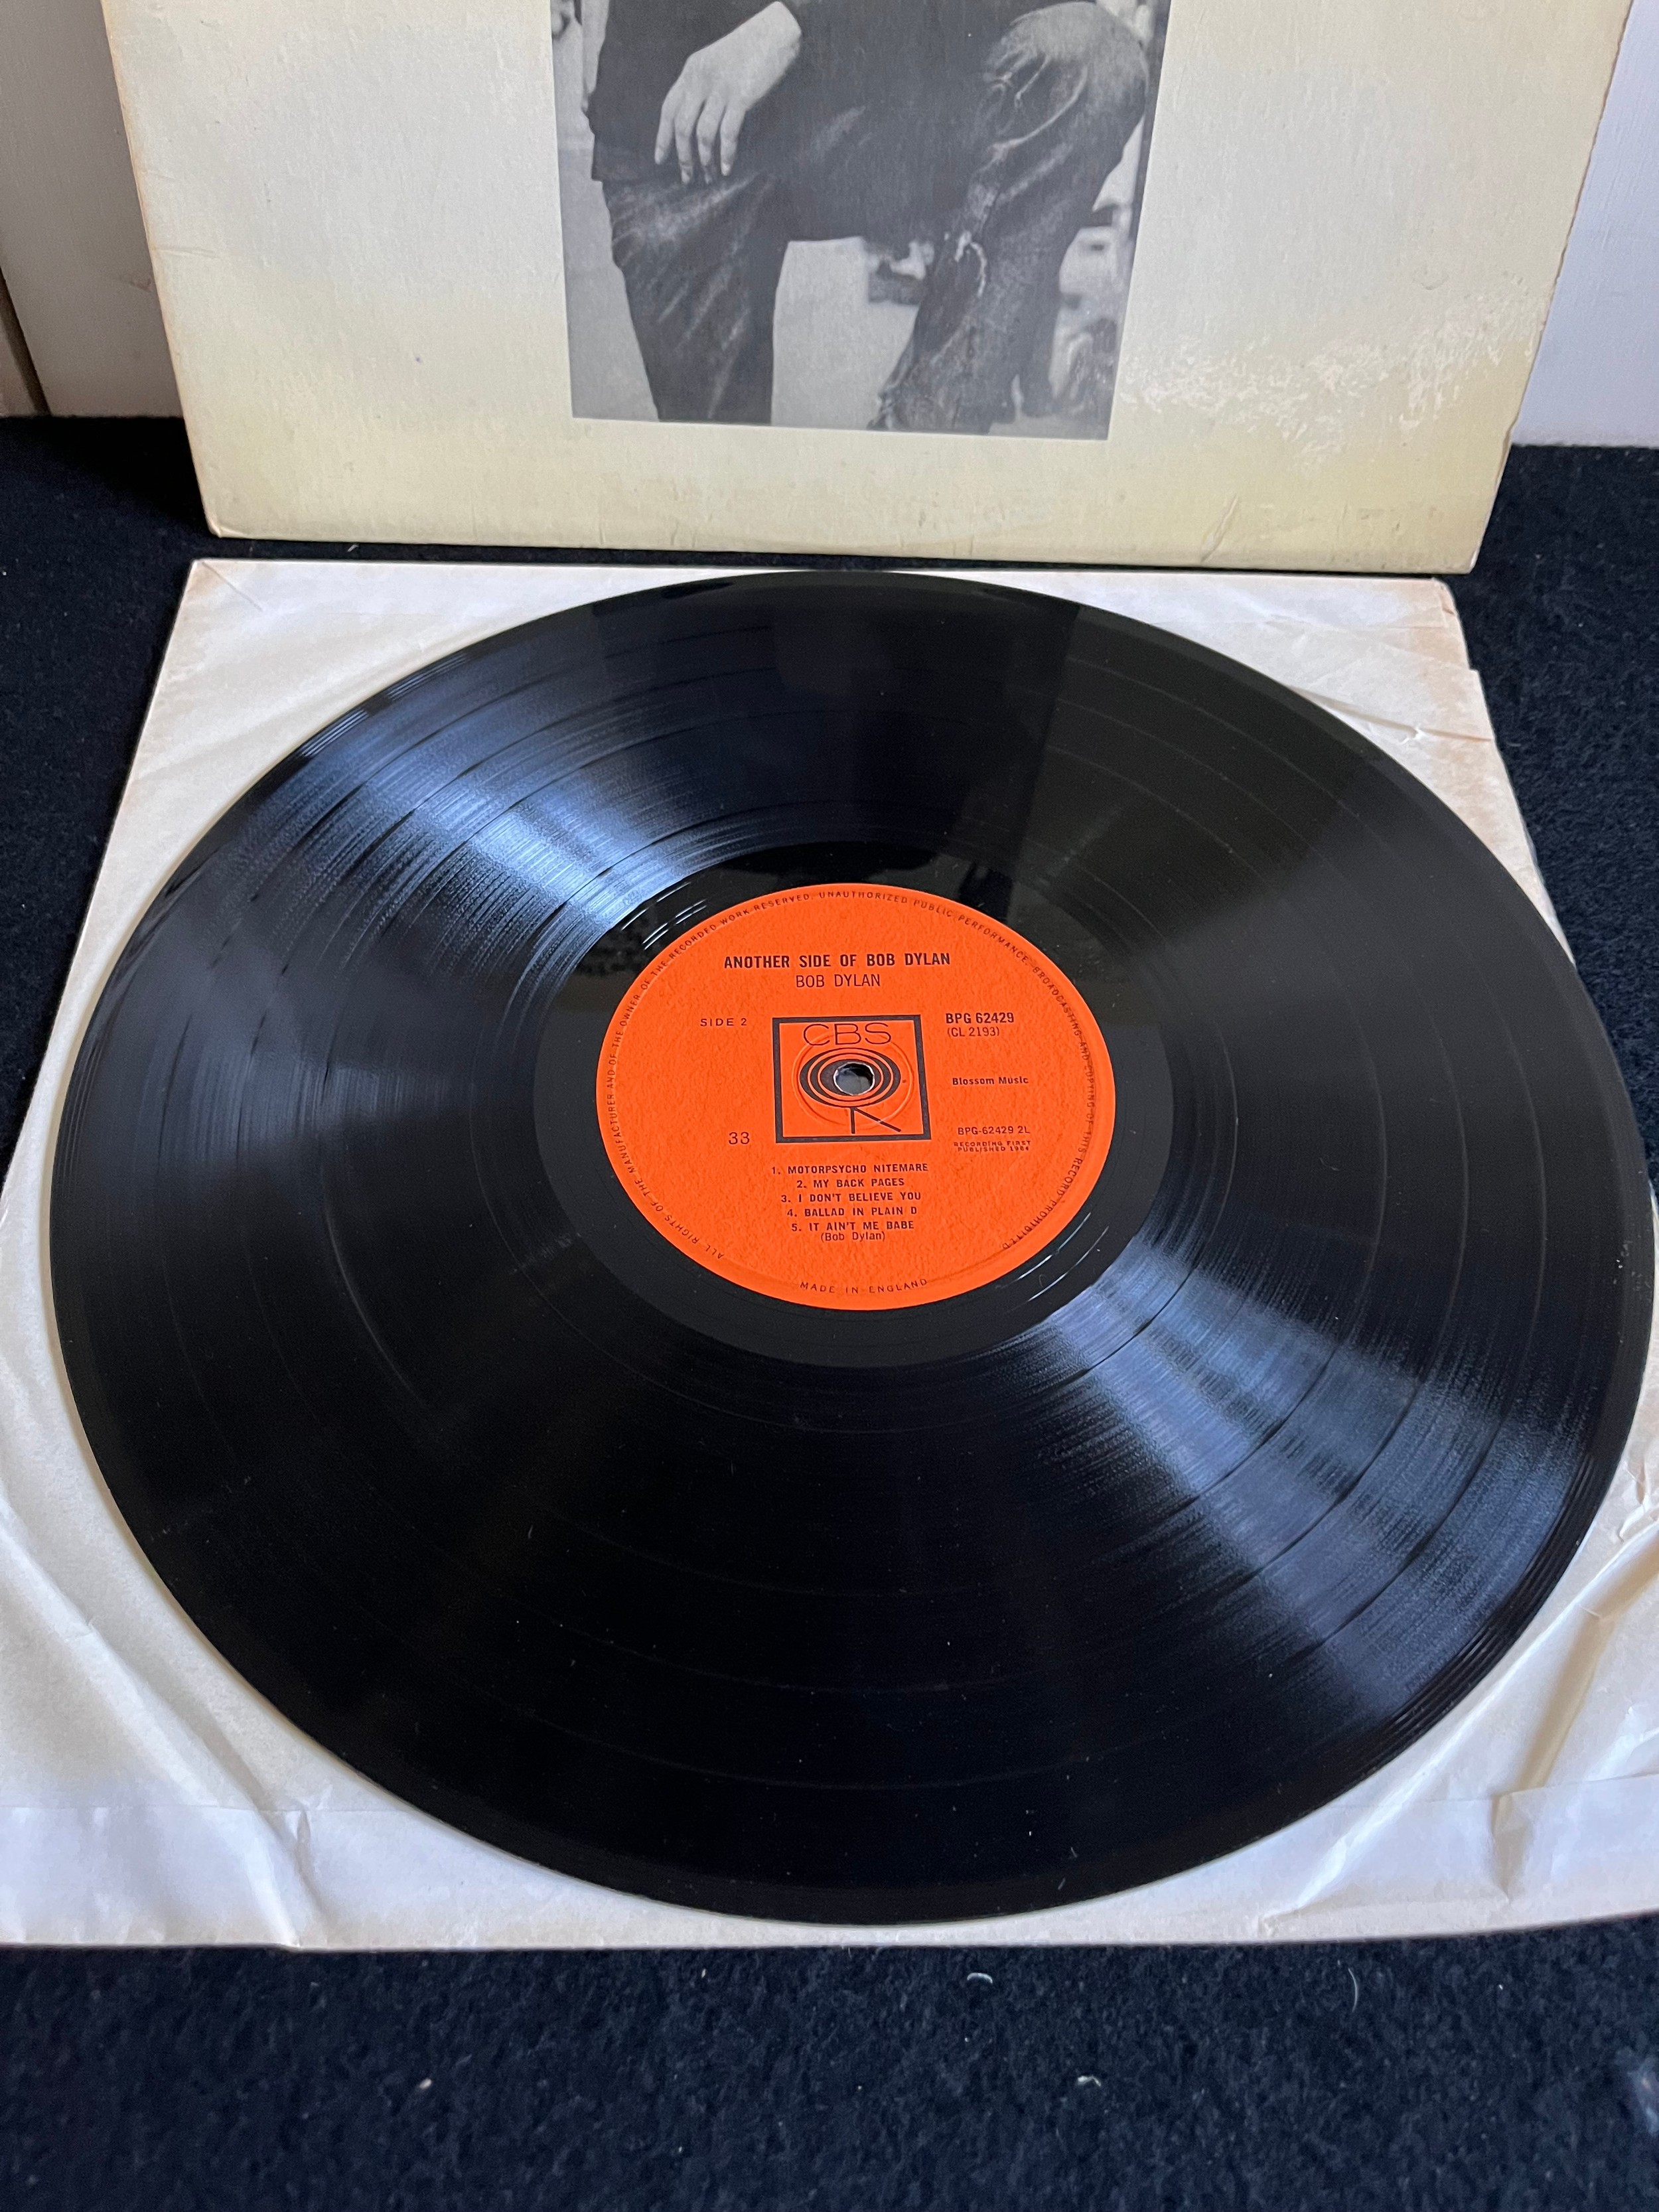 ALL RIGHTS OF THE MANUFACTURER AND OF THE OWNER OF THE RECORDED WORK RESERVED. UNAUTHORIZED PUBLIC PERFORMANCE, BROADCASTING AND COPYING OF THIS RECORD PROHIBITED
ANOTHER SIDE OF BOB DYLAN
BOB DYLAN
SIDE 2
CBS
BPG 62429
(CL 2193)
Blossom Music
33
BPG-62429 2L
RECORDING FIRST
PUBLISHED 1964
1. MOTORPSYCHO NITEMARE
2. MY BACK PAGES
3. I DON'T BELIEVE YOU
4. BALLAD IN PLAIN D
5. IT AIN'T ME BABE
(Bob Dylan)
MADE IN ENGLAND